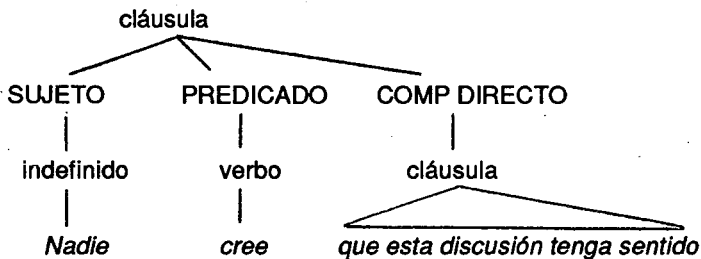 cláusula
SUJETO PREDICADO COMP DIRECTO
indefinido verbo cláusula
Nadie cree que esta discusión tenga sentido